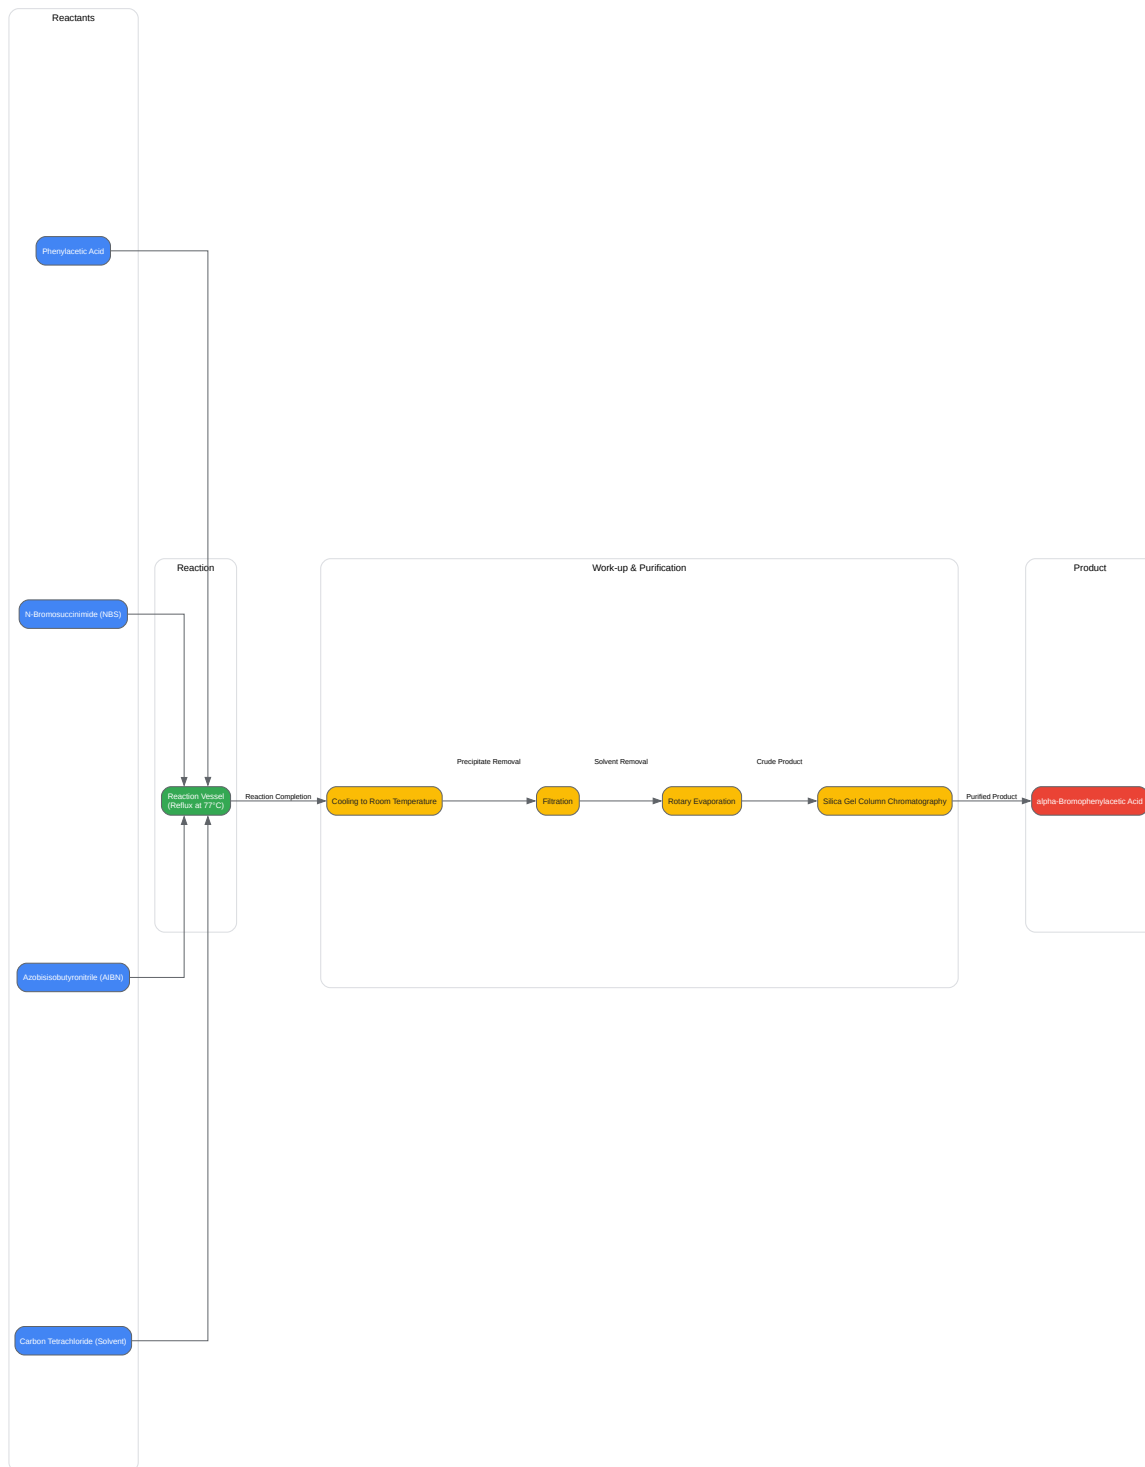 Reactants
Phenylacetic Acid
N-Bromosuccinimide (NBS)
Azobisisobutyronitrile (AIBN)
Carbon Tetrachloride (Solvent)
Reaction
Reaction Vessel
(Reflux at 77°C)
Reaction Completion
Work-up & Purification
Cooling to Room Temperature
Precipitate Removal
Filtration
Solvent Removal
Rotary Evaporation
Crude Product
Silica Gel Column Chromatography
Purified Product
Product
alpha-Bromophenylacetic Acid